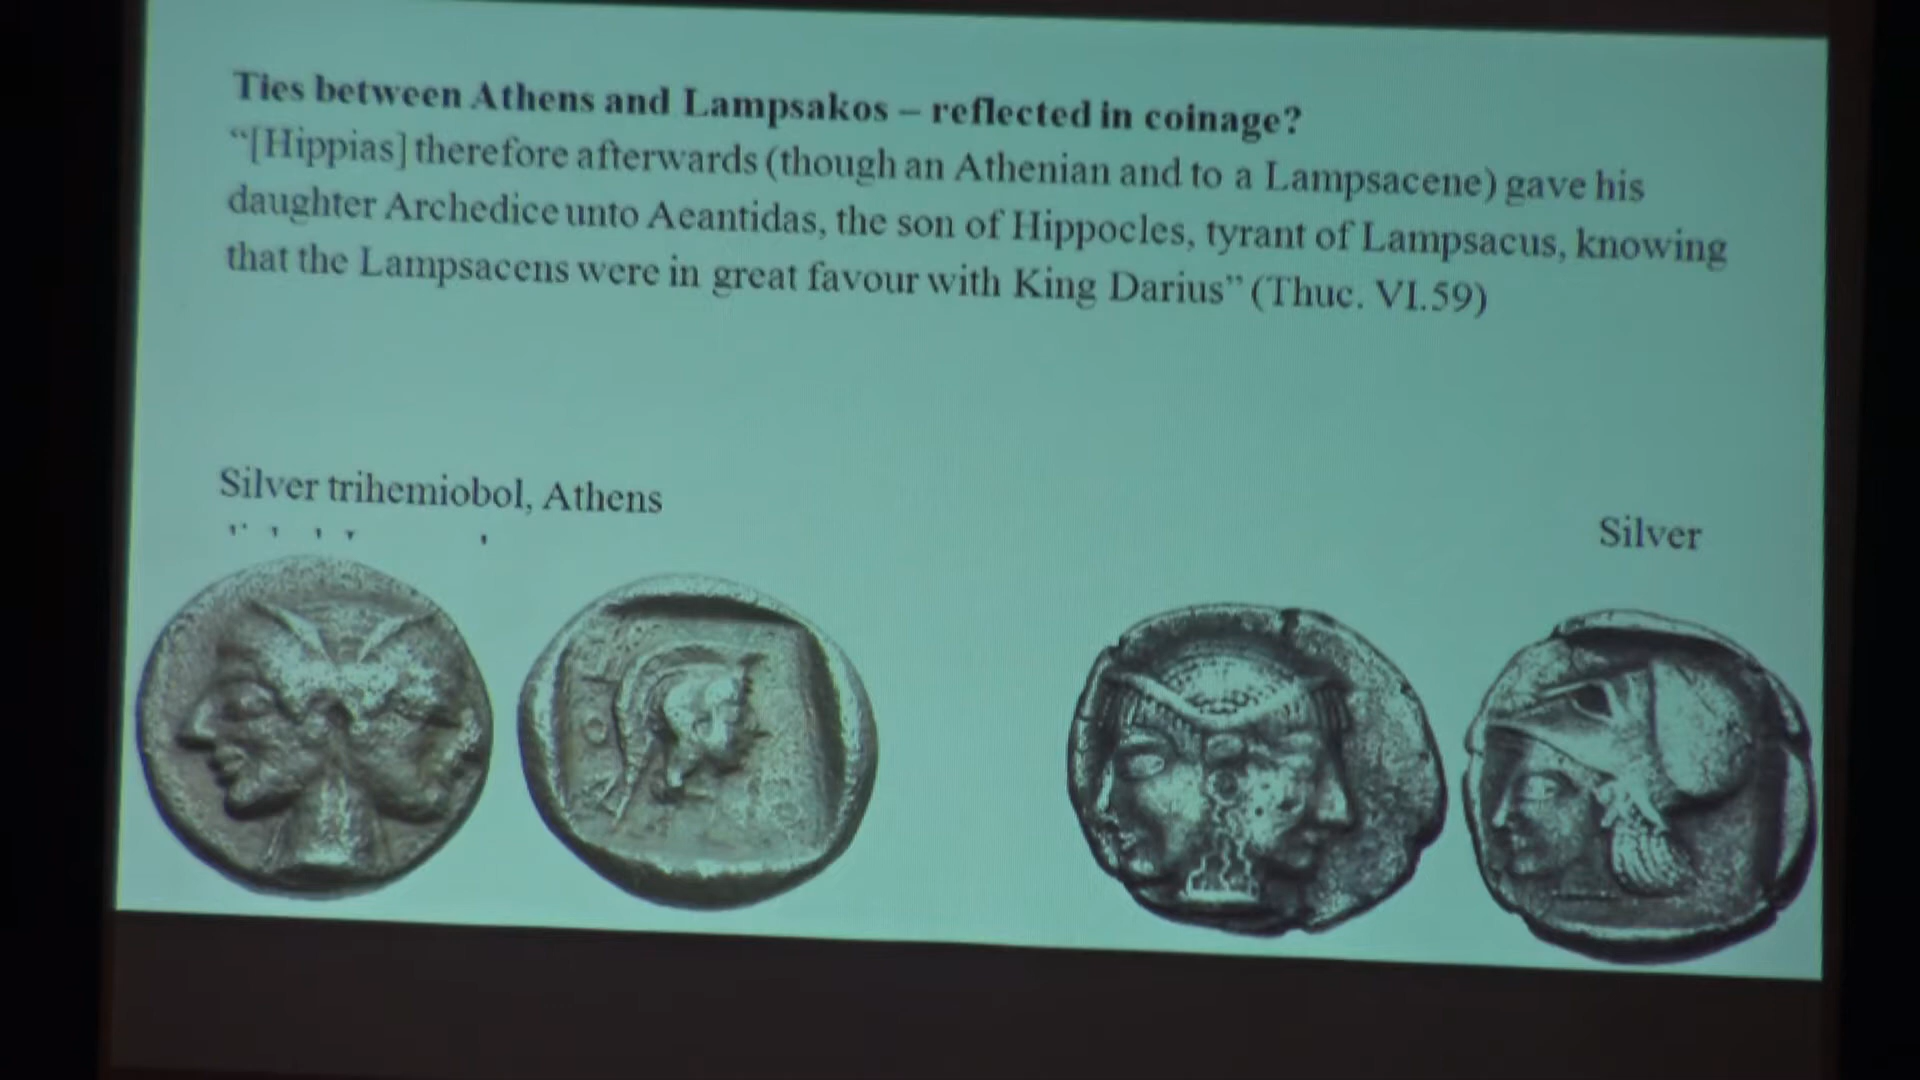 Ties between Athens and Lampsakos – reflected in coinage?
“[Hippias] therefore afterwards (though an Athenian and to a Lampsacene) gave his
daughter Archedice unto Aeantidas, the son of Hippocles, tyrant of Lampsacus, knowing
that the Lampsacens were in great favour with King Darius” (Thuc. VI.59)
Silver trihemiobol, Athens
Silver